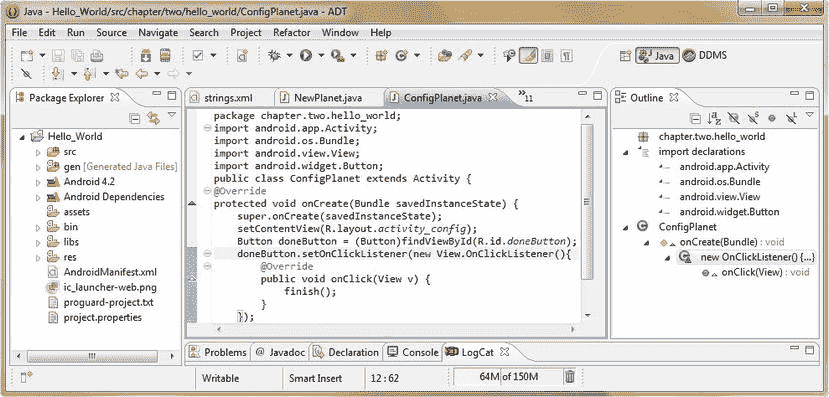 Java - Hello_World/src/chapter/two/hello_world/ConfigPlanet.java - ADT
File Edit Run Source Navigate Search Project Refactor Window Help
Java DDMS
Package Explorer
Hello_World
src
gen [Generated Java Files]
Android 4.2
Android Dependencies
assets
bin
libs
res
AndroidManifest.xml
ic_launcher-web.png
proguard-project.txt
project.properties
strings.xml NewPlanet.java ConfigPlanet.java »11
package chapter.two.hello_world;
import android.app.Activity;
import android.os.Bundle;
import android.view.View;
import android.widget.Button;
public class ConfigPlanet extends Activity {
@Override
protected void onCreate(Bundle savedInstanceState) {
super.onCreate(savedInstanceState);
setContentView(R.layout.activity_config);
Button doneButton = (Button)findViewById(R.id.doneButton);
doneButton.setOnClickListener(new View.OnClickListener(){
@Override
public void onClick(View v) {
finish();
}
});
Outline
chapter.two.hello_world
import declarations
android.app.Activity
android.os.Bundle
android.view.View
android.widget.Button
ConfigPlanet
onCreate(Bundle) : void
new OnClickListener() {...}
onClick(View) : void
Problems @ Javadoc Declaration Console LogCat
Writable Smart Insert 12 : 62 64M of 150M